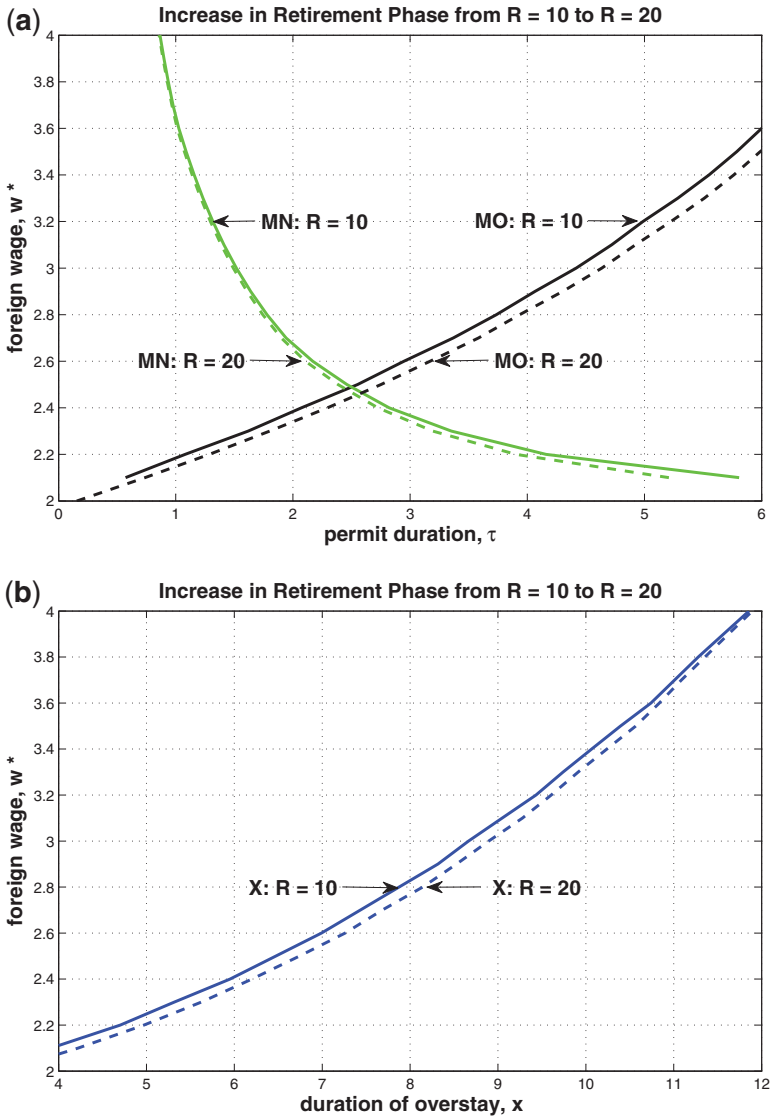 (a)
Increase in Retirement Phase from R = 10 to R = 20
4
3.8
3.6
3.4
3.2
3
2.8
2.6
2.4
2.2
2
foreign wage, w *
MN: R = 10
MO: R = 10
MN: R = 20
MO: R = 20
0 1 2 3 4 5 6
permit duration, τ
(b)
Increase in Retirement Phase from R = 10 to R = 20
4
3.8
3.6
3.4
3.2
3
2.8
2.6
2.4
2.2
2
foreign wage, w *
X: R = 10
X: R = 20
4 5 6 7 8 9 10 11 12
duration of overstay, x